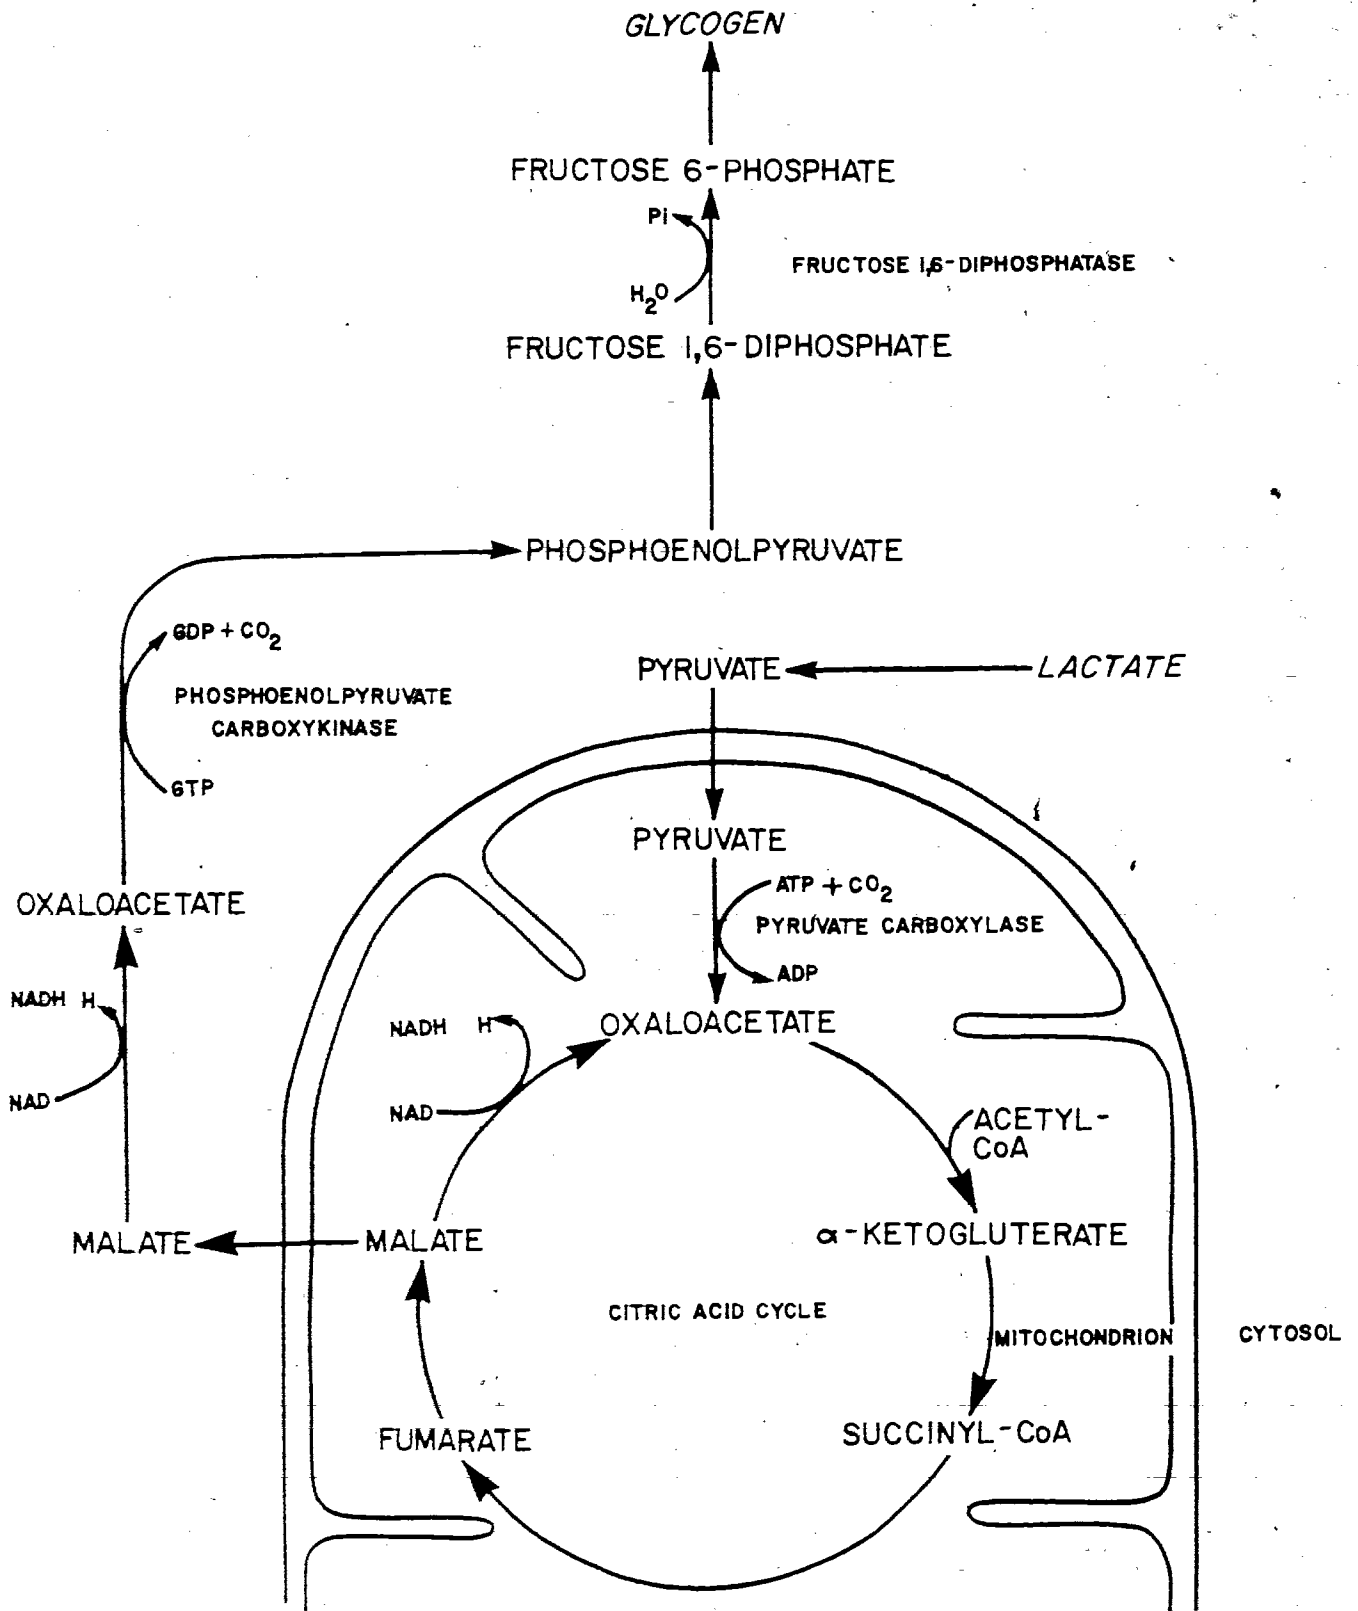 GLYCOGEN
FRUCTOSE 6-PHOSPHATE
Pi
FRUCTOSE 1,6-DIPHOSPHATASE
H2O
FRUCTOSE 1,6-DIPHOSPHATE
PHOSPHOENOLPYRUVATE
GDP + CO2
PYRUVATE
LACTATE
PHOSPHOENOLPYRUVATE
CARBOXYKINASE
GTP
PYRUVATE
ATP + CO2
OXALOACETATE
PYRUVATE CARBOXYLASE
ADP
NADH H
NADH H
OXALOACETATE
NAD
NAD
ACETYL-
CoA
MALATE
MALATE
α-KETOGLUTERATE
CITRIC ACID CYCLE
MITOCHONDRION
CYTOSOL
FUMARATE
SUCCINYL-CoA